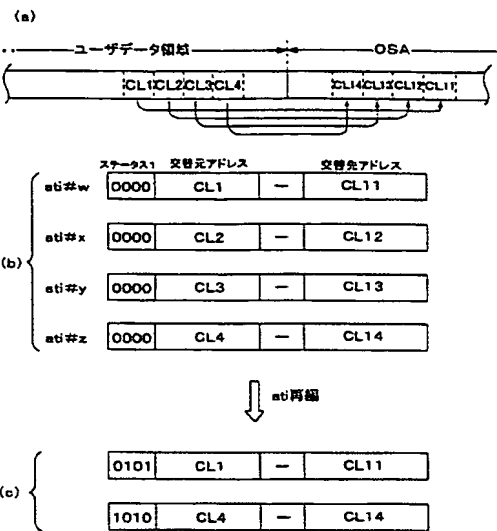 (a)
ユーザデータ領域 OSA
CL1 CL2 CL3 CL4 CL14 CL13 CL12 CL11
ステータス1 交替元アドレス 交替先アドレス
ati#w 0000 CL1 — CL11
ati#x 0000 CL2 — CL12
(b)
ati#y 0000 CL3 — CL13
ati#z 0000 CL4 — CL14
ati再編
0101 CL1 — CL11
(c)
1010 CL4 — CL14